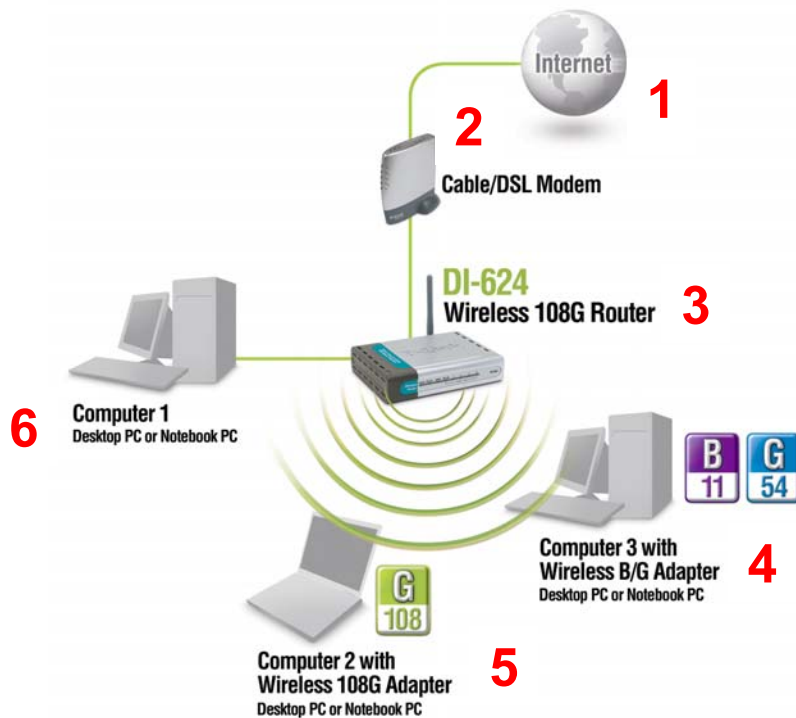 Internet
1
2
Cable/DSL Modem
DI-624
Wireless 108G Router
3
6
Computer 1
Desktop PC or Notebook PC
B
11
G
54
Computer 3 with
Wireless B/G Adapter
Desktop PC or Notebook PC
4
G
108
Computer 2 with
Wireless 108G Adapter
Desktop PC or Notebook PC
5